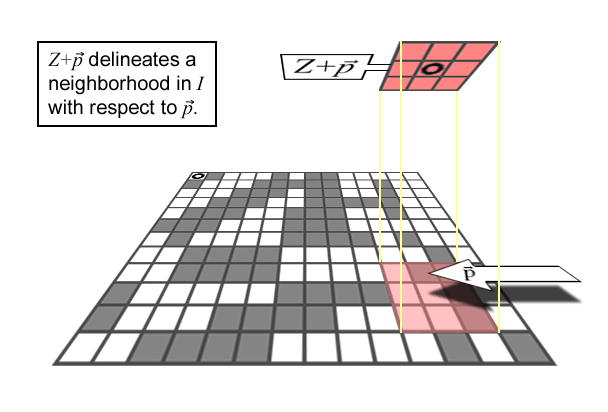 Z+p⃗ delineates a
neighborhood in I
with respect to p⃗.
Z+p⃗
p⃗